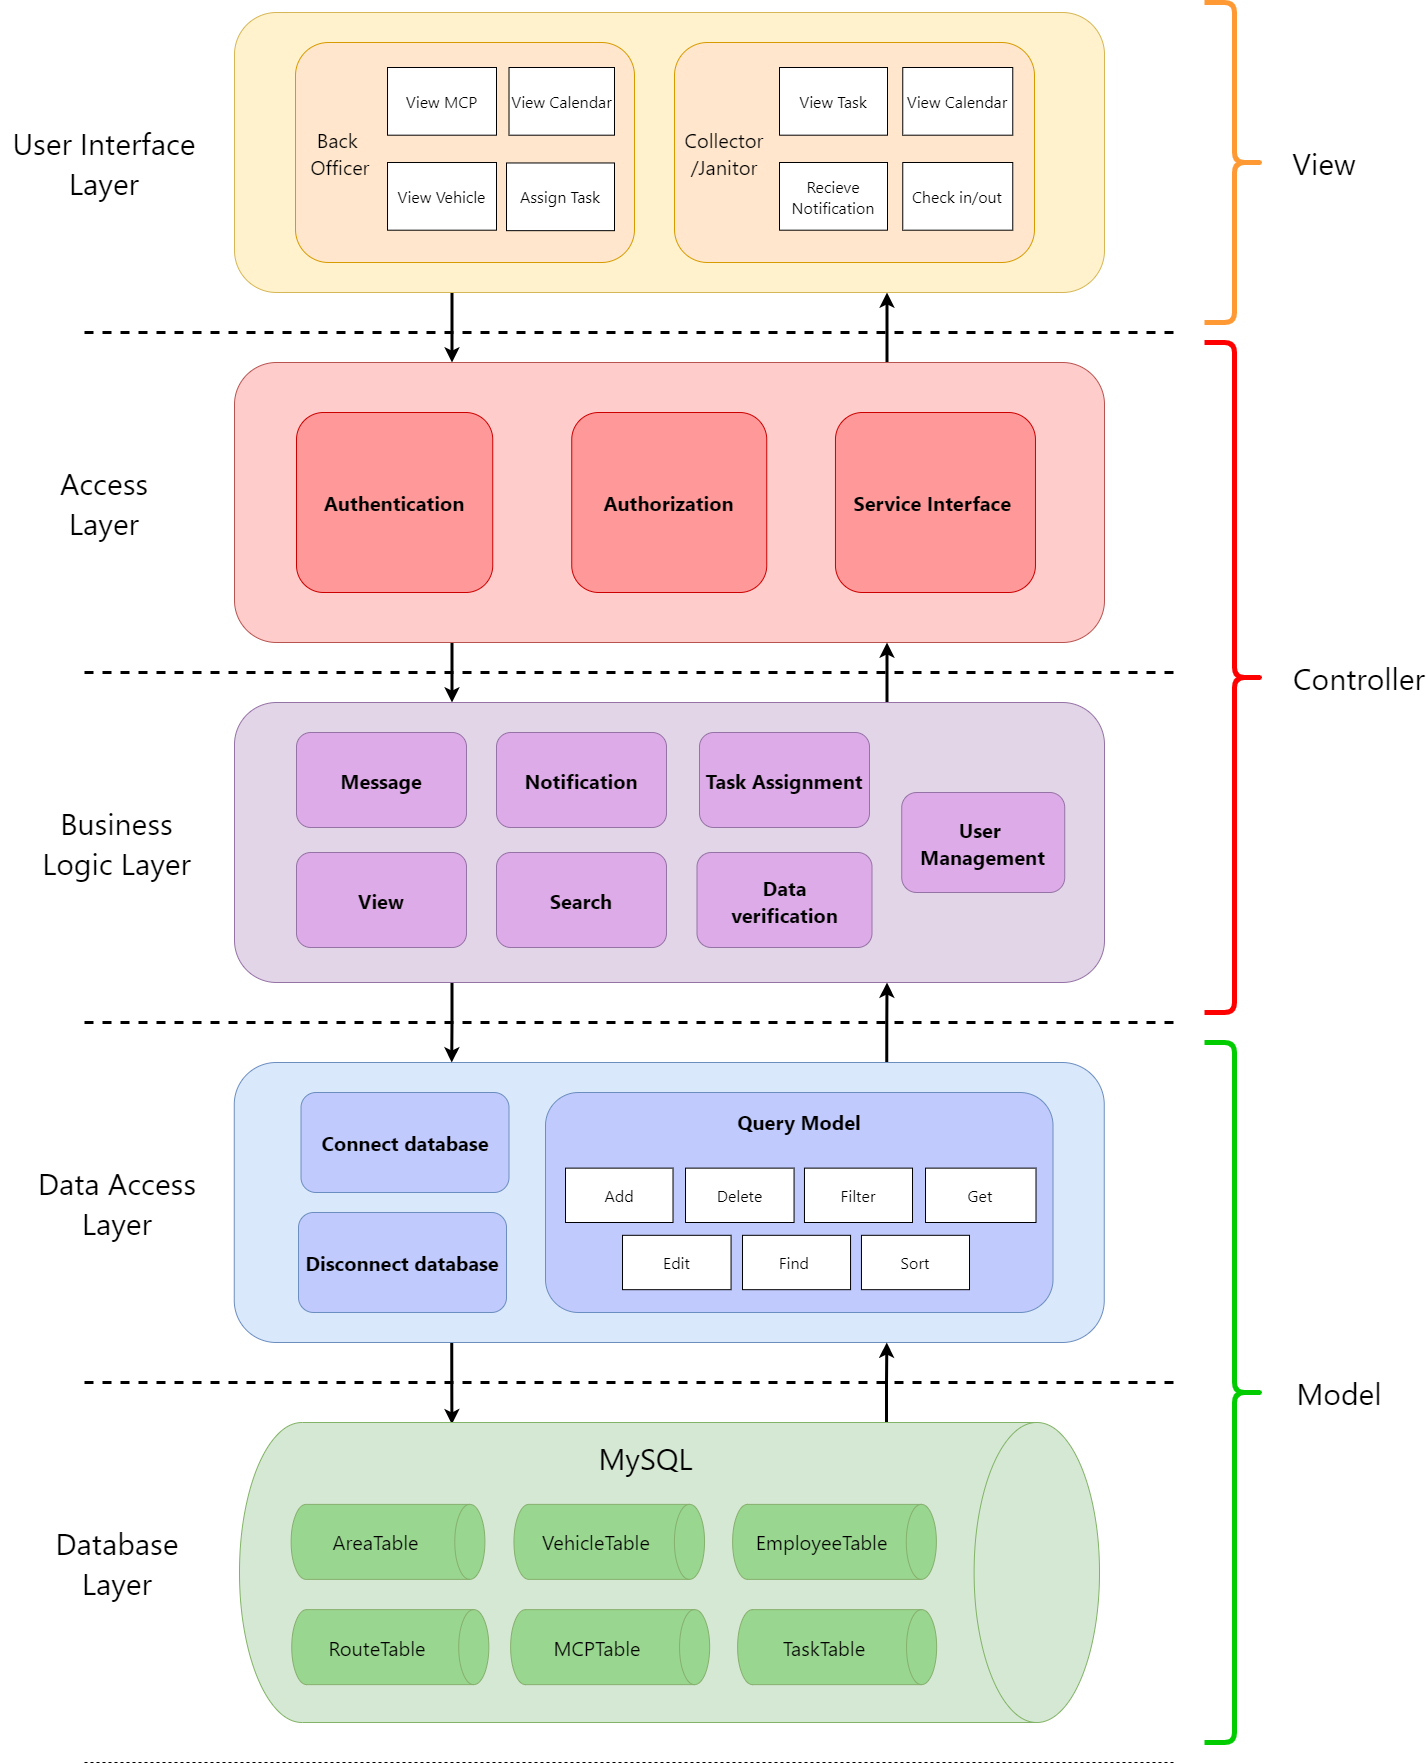 User Interface
Layer
Back
Officer
View MCP
View Calendar
View Vehicle
Assign Task
Collector
/Janitor
View Task
View Calendar
Recieve
Notification
Check in/out
View
Access
Layer
Authentication
Authorization
Service Interface
Controller
Business
Logic Layer
Message
Notification
Task Assignment
User
Management
View
Search
Data
verification
Data Access
Layer
Connect database
Disconnect database
Query Model
Add
Delete
Filter
Get
Edit
Find
Sort
Model
Database
Layer
MySQL
AreaTable
VehicleTable
EmployeeTable
RouteTable
MCPTable
TaskTable